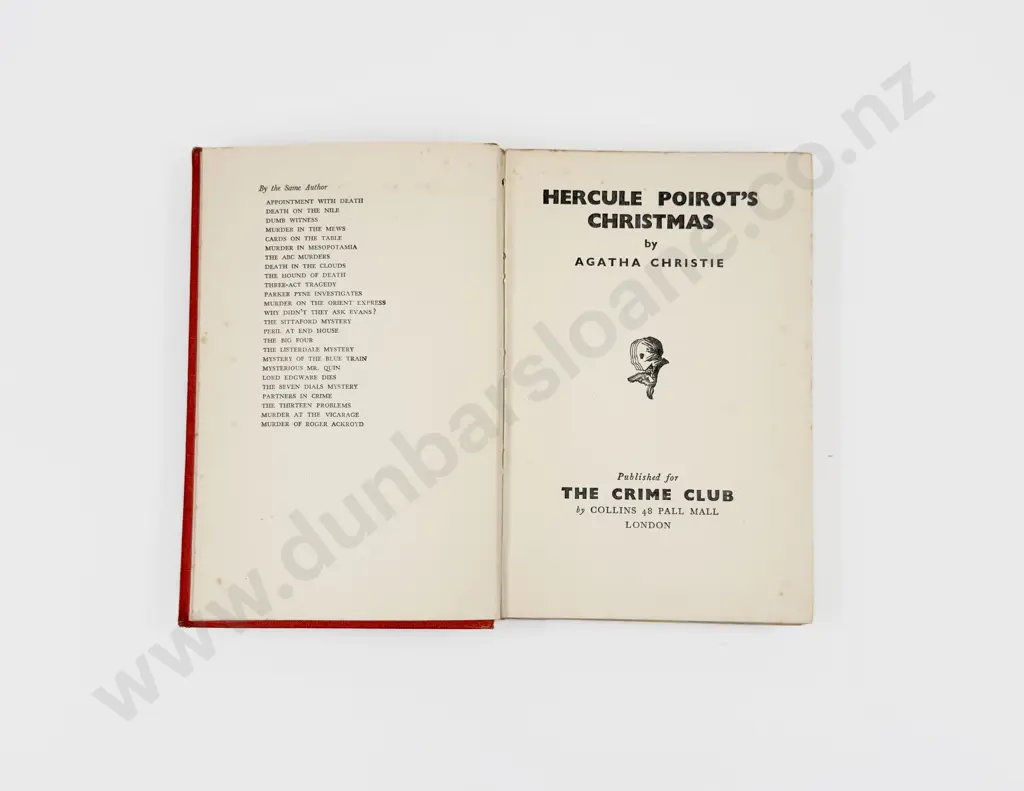 By the Same Author
APPOINTMENT WITH DEATH
DEATH ON THE NILE
DUMB WITNESS
MURDER IN THE MEWS
CARDS ON THE TABLE
MURDER IN MESOPOTAMIA
THE ABC MURDERS
DEATH IN THE CLOUDS
THE HOUND OF DEATH
THREE-ACT TRAGEDY
PARKER PYNE INVESTIGATES
MURDER ON THE ORIENT EXPRESS
WHY DIDN'T THEY ASK EVANS?
THE SITTAFORD MYSTERY
PERIL AT END HOUSE
THE BIG FOUR
THE LISTERDALE MYSTERY
MYSTERY OF THE BLUE TRAIN
MYSTERIOUS MR. QUIN
LORD EDGWARE DIES
THE SEVEN DIALS MYSTERY
PARTNERS IN CRIME
THE THIRTEEN PROBLEMS
MURDER AT THE VICARAGE
MURDER OF ROGER ACKROYD
HERCULE POIROT'S
CHRISTMAS
by
AGATHA CHRISTIE
Published for
THE CRIME CLUB
by COLLINS 48 PALL MALL
LONDON
www.dunbarsloane.co.nz